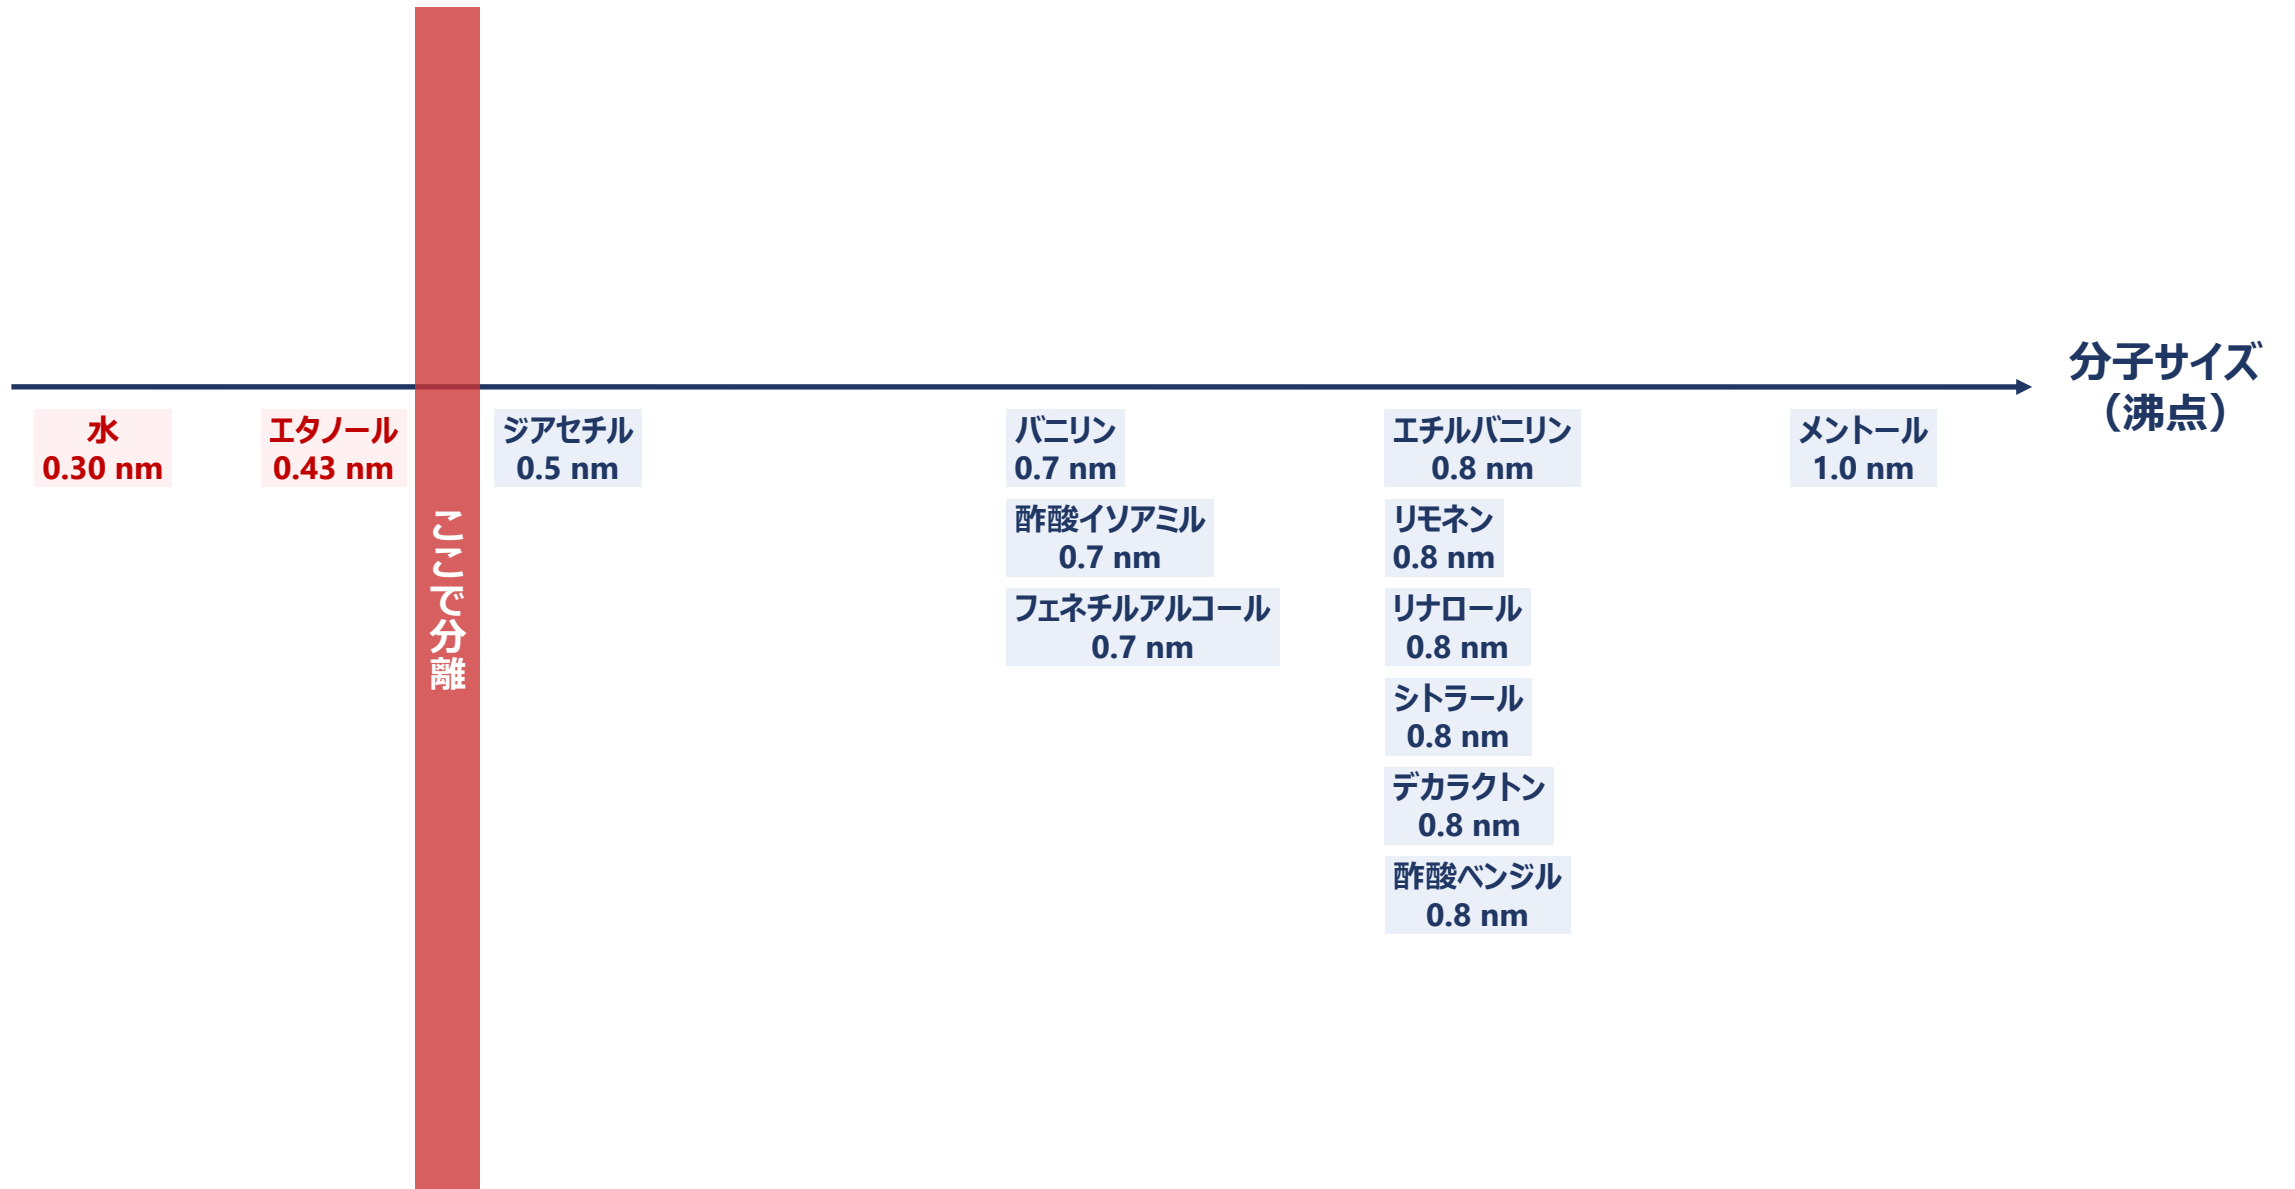 分子サイズ
（沸点）
水
0.30 nm
エタノール
0.43 nm
ここで分離
ジアセチル
0.5 nm
バニリン
0.7 nm
酢酸イソアミル
0.7 nm
フェネチルアルコール
0.7 nm
エチルバニリン
0.8 nm
リモネン
0.8 nm
リナロール
0.8 nm
シトラール
0.8 nm
デカラクトン
0.8 nm
酢酸ベンジル
0.8 nm
メントール
1.0 nm